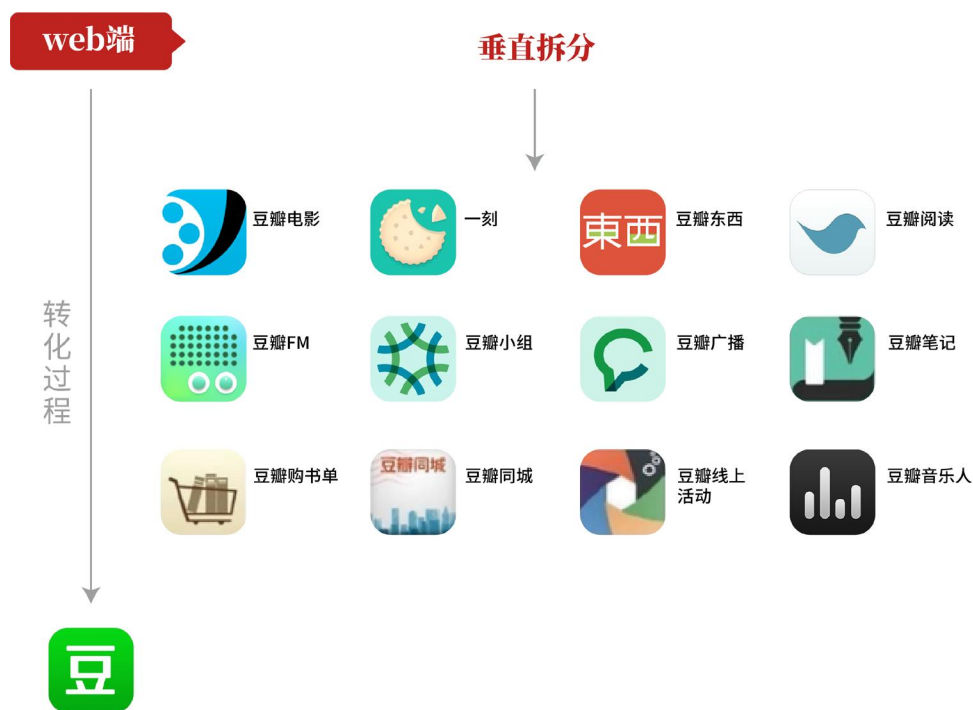 web端
垂直拆分
豆瓣电影
一刻
東西
豆瓣东西
豆瓣阅读
转化过程
豆瓣FM
豆瓣小组
豆瓣广播
豆瓣笔记
豆瓣购书单
豆瓣同城
豆瓣同城
豆瓣线上
活动
豆瓣音乐人
豆